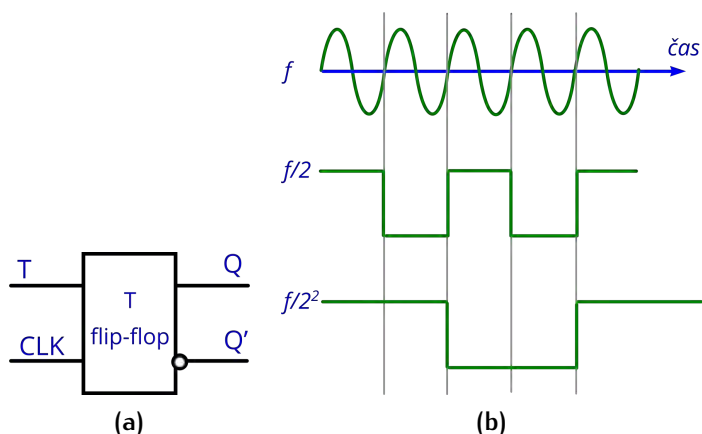 T
CLK
T
flip-flop
Q
Q’
(a)
f
čas
f/2
f/2²
(b)